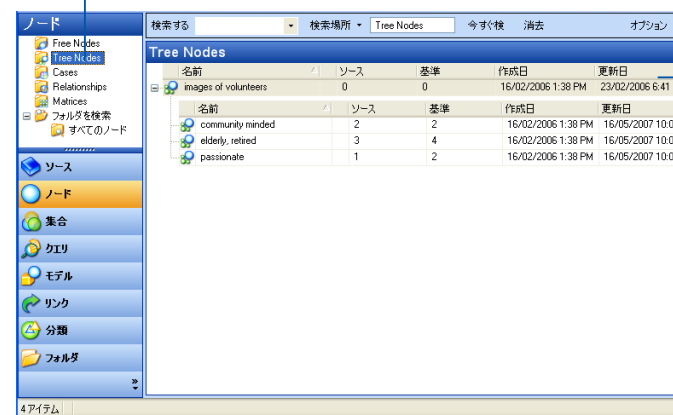 ノード
検索する 検索場所 Tree Nodes 今すぐ検 消去 オプション
Free Nodes
Tree Nodes
Cases
Relationships
Matrices
フォルダを検索
すべてのノード
ソース
ノード
集合
クエリ
モデル
リンク
分類
フォルダ
Tree Nodes
名前 ソース 基準 作成日 更新日
images of volunteers 0 0 16/02/2006 1:38 PM 23/02/2006 6:41
名前 ソース 基準 作成日 更新日
community minded 2 2 16/02/2006 1:38 PM 16/05/2007 10:0
elderly, retired 3 4 16/02/2006 1:38 PM 16/05/2007 10:0
passionate 1 2 16/02/2006 1:38 PM 16/05/2007 10:0
4 アイテム